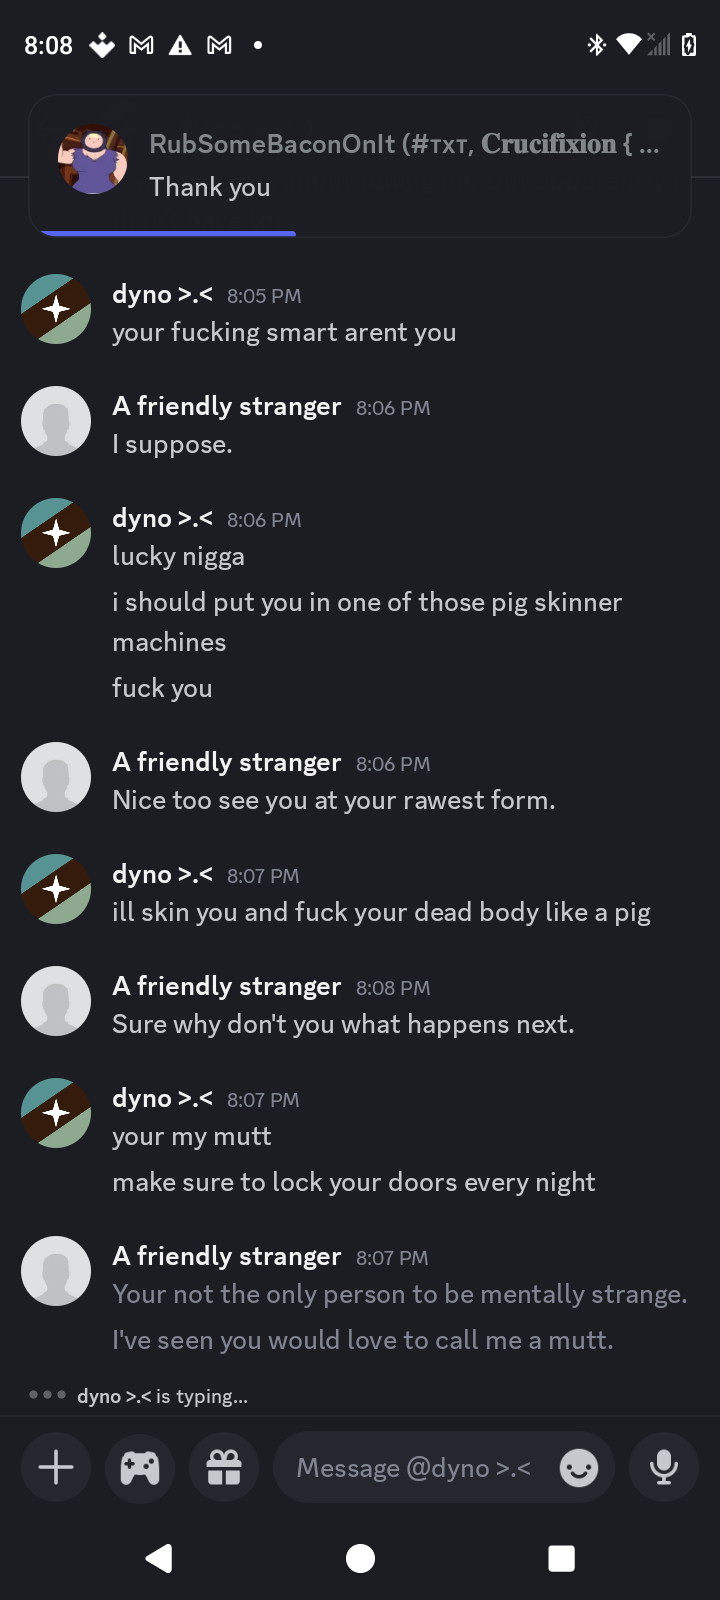 8:08
RubSomeBaconOnIt (#ᴛxᴛ, 𝐂𝐫𝐮𝐜𝐢𝐟𝐢𝐱𝐢𝐨𝐧 { ...
Thank you
dyno >.< 8:05 PM
your fucking smart arent you
A friendly stranger 8:06 PM
I suppose.
dyno >.< 8:06 PM
lucky nigga
i should put you in one of those pig skinner
machines
fuck you
A friendly stranger 8:06 PM
Nice too see you at your rawest form.
dyno >.< 8:07 PM
ill skin you and fuck your dead body like a pig
A friendly stranger 8:08 PM
Sure why don't you what happens next.
dyno >.< 8:07 PM
your my mutt
make sure to lock your doors every night
A friendly stranger 8:07 PM
Your not the only person to be mentally strange.
I've seen you would love to call me a mutt.
dyno >.< is typing...
Message @dyno >.<